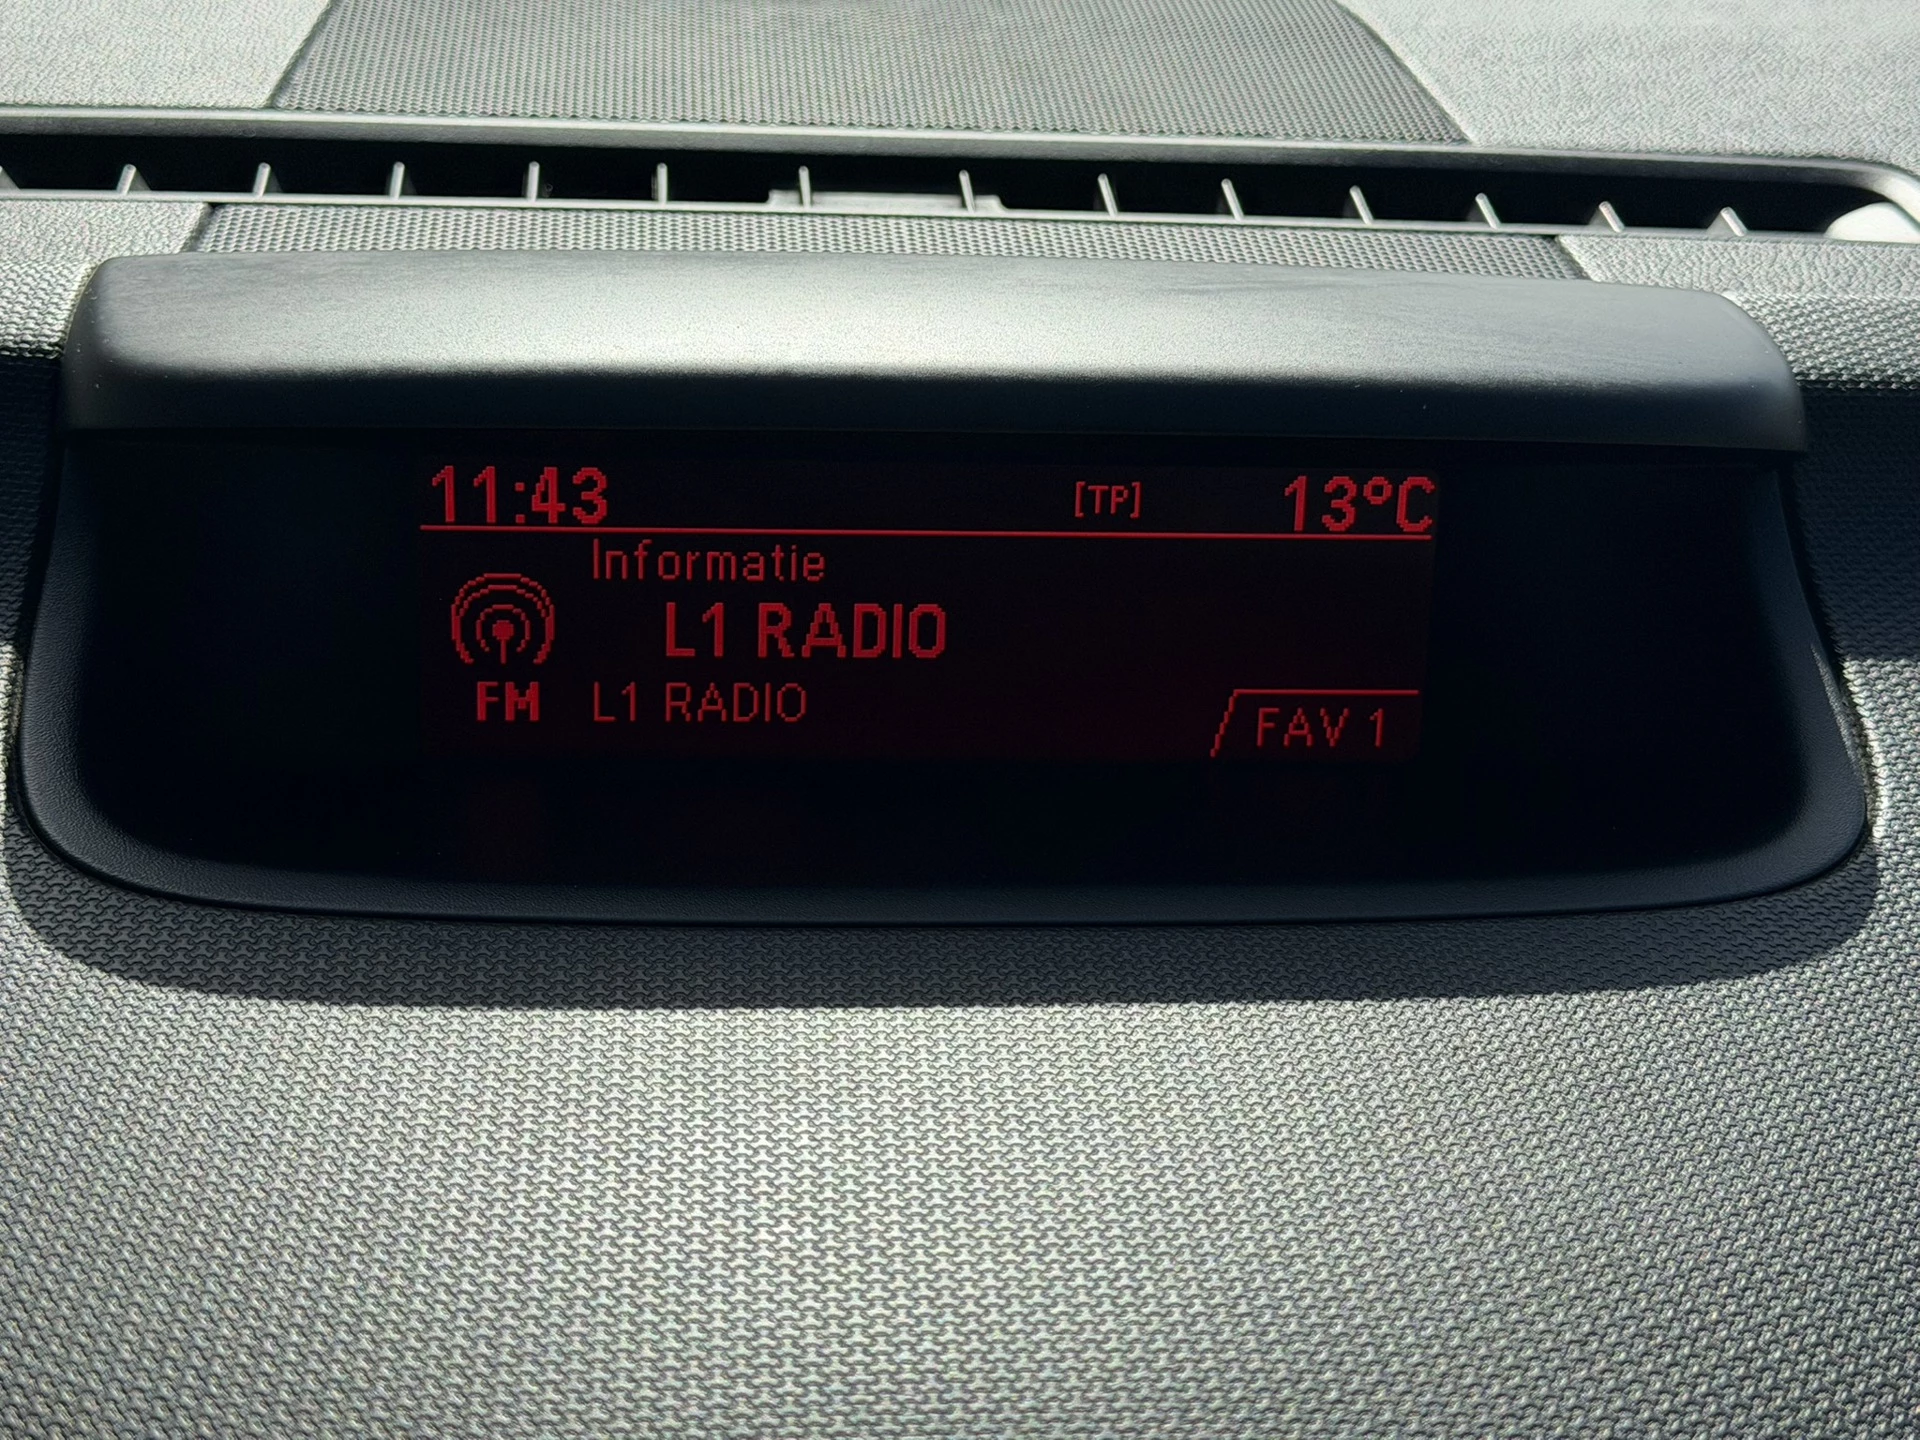 11:43 [TP] 13°C
Informatie
L1 RADIO
FM L1 RADIO
FAV 1